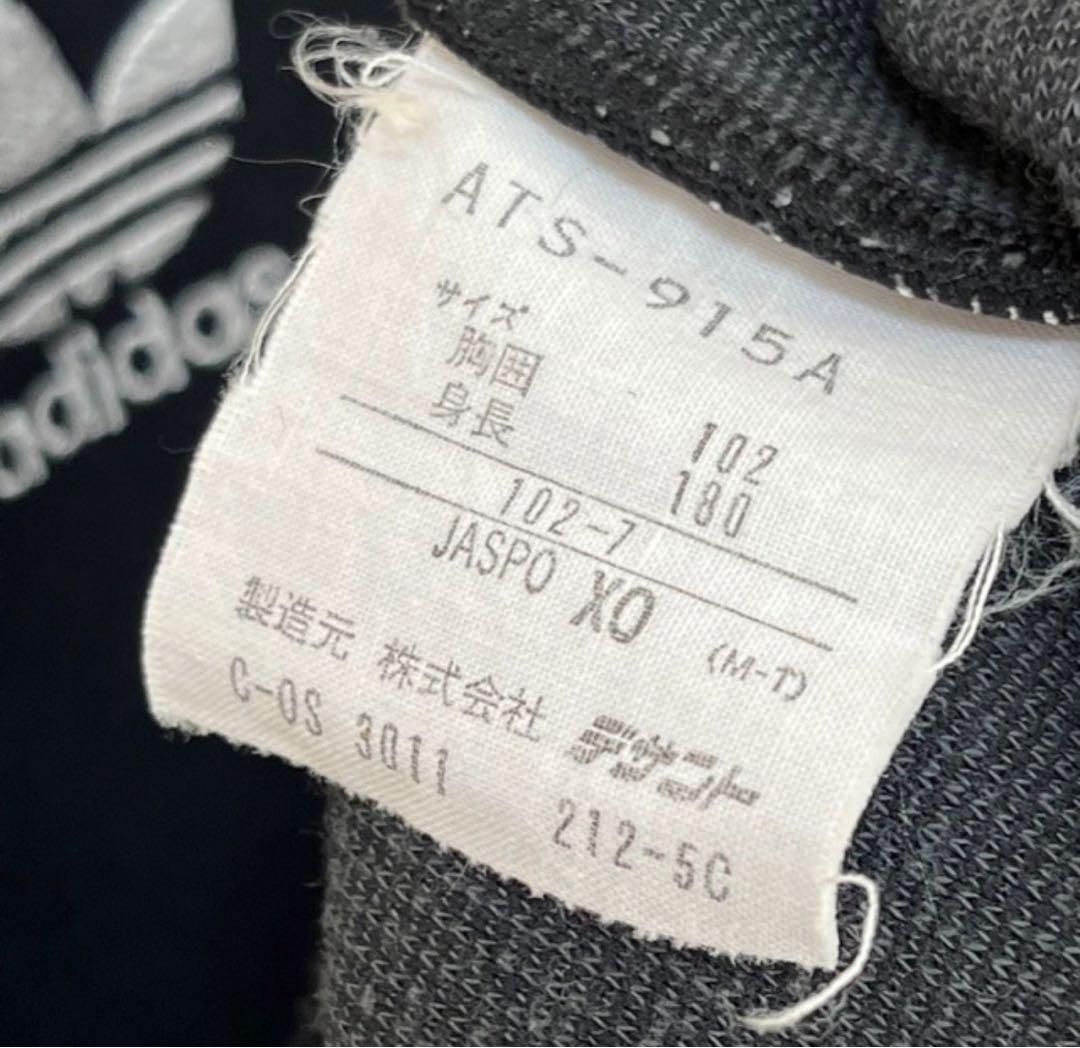 adidas
ATS-915A
サイズ
胸囲 102
身長 180
102-7
JASPO XO (M-ｱ)
製造元 株式会社 デサント
C-OS 3011 212-5C